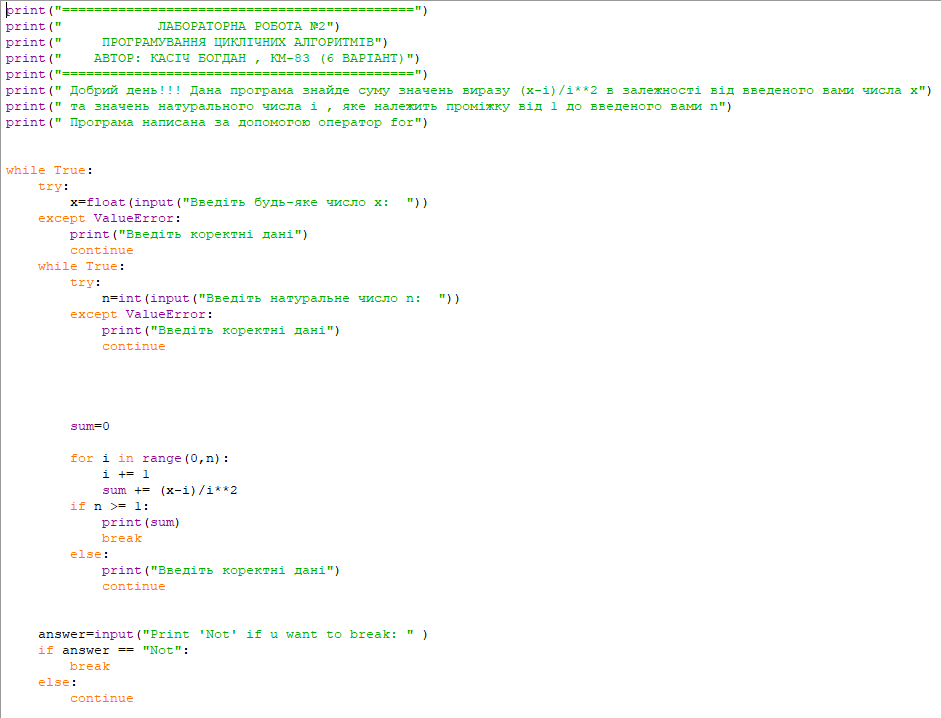 print("============================================")
print("            ЛАБОРАТОРНА РОБОТА №2")
print("     ПРОГРАМУВАННЯ ЦИКЛІЧНИХ АЛГОРИТМІВ")
print("    АВТОР: КАСІЧ БОГДАН , КМ-83 (6 ВАРІАНТ)")
print("============================================")
print(" Добрий день!!! Дана програма знайде суму значень виразу (x-i)/i**2 в залежності від введеного вами числа x")
print(" та значень натурального числа i , яке належить проміжку від 1 до введеного вами n")
print(" Програма написана за допомогою оператор for")
while True:
    try:
        x=float(input("Введіть будь-яке число x:  "))
    except ValueError:
        print("Введіть коректні дані")
        continue
    while True:
        try:
            n=int(input("Введіть натуральне число n:  "))
        except ValueError:
            print("Введіть коректні дані")
            continue
        sum=0
        for i in range(0,n):
            i += 1
            sum += (x-i)/i**2
        if n >= 1:
            print(sum)
            break
        else:
            print("Введіть коректні дані")
            continue
    answer=input("Print 'Not' if u want to break: " )
    if answer == "Not":
        break
    else:
        continue